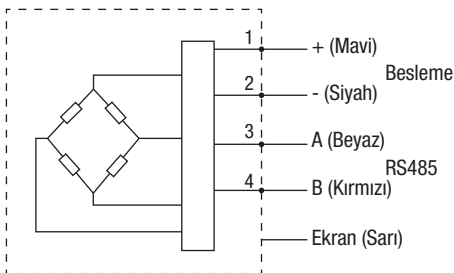 1 + (Mavi)
Besleme
2 - (Siyah)
3 A (Beyaz)
RS485
4 B (Kırmızı)
Ekran (Sarı)